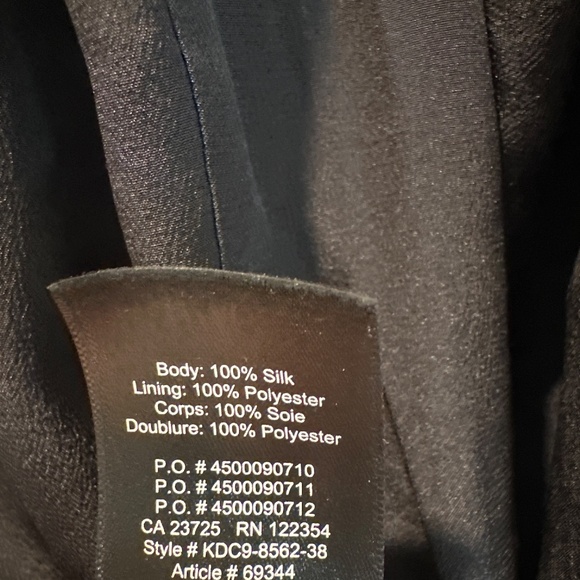 Body: 100% Silk
Lining: 100% Polyester
Corps: 100% Soie
Doublure: 100% Polyester
P.O. # 4500090710
P.O. # 4500090711
P.O. # 4500090712
CA 23725 RN 122354
Style # KDC9-8562-38
Article # 69344